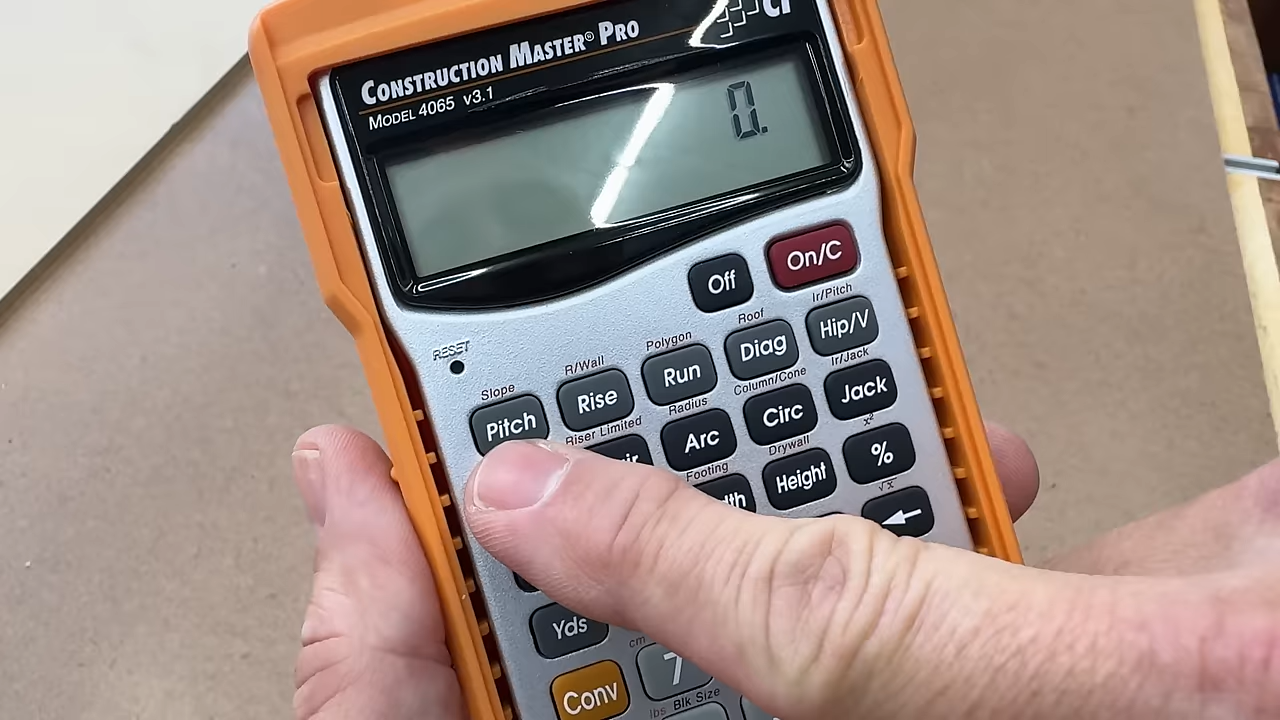 CONSTRUCTION MASTER® PRO
CI
MODEL 4065 v3.1
0.
Off
On/C
RESET
Slope
R/Wall
Polygon
Roof
Ir/Pitch
Pitch
Rise
Run
Diag
Hip/V
Riser Limited
Radius
Column/Cone
Ir/Jack
Arc
Circ
Jack
Footing
Drywall
x²
Height
%
√x
←
Yds
cm
7
Conv
lbs
Blk Size